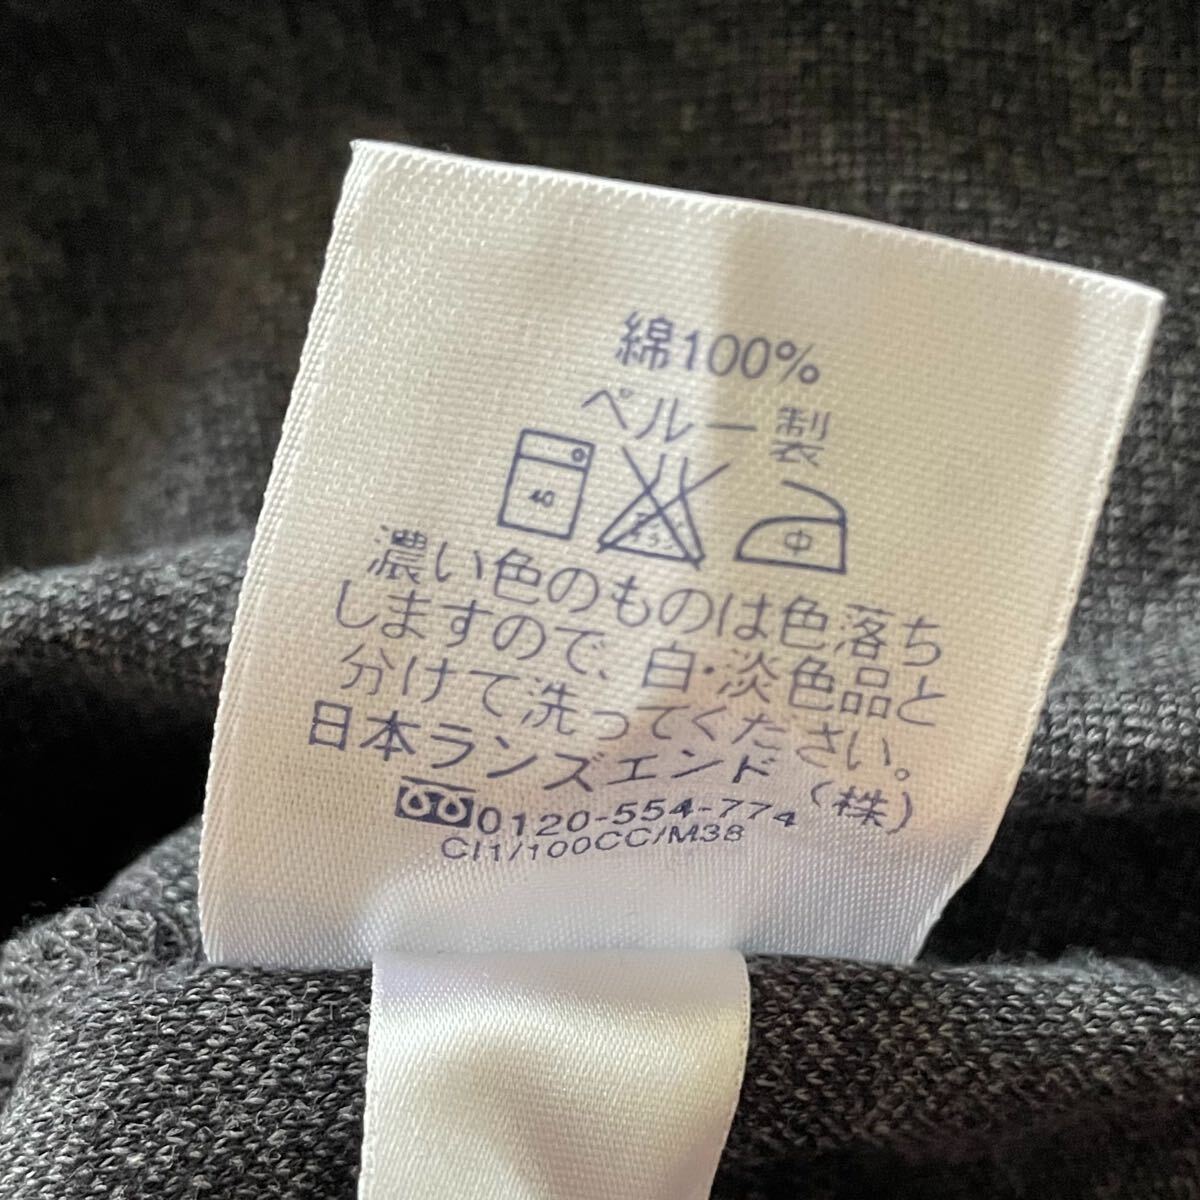 綿100%
ペルー製
40 中
濃い色のものは色落ち
しますので、白・淡色品と
分けて洗ってください。
日本ランズエンド(株)
0120-554-774
CI1/100CC/M38